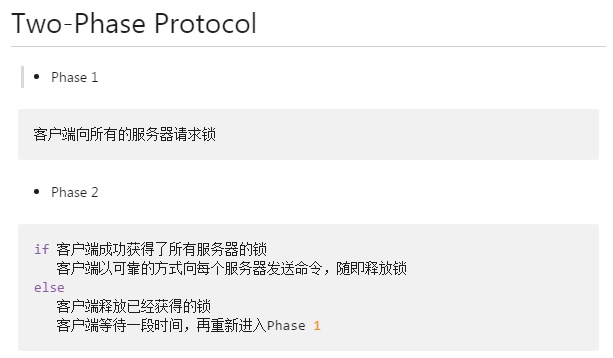 Two-Phase Protocol
Phase 1
客户端向所有的服务器请求锁
Phase 2
if 客户端成功获得了所有服务器的锁
客户端以可靠的方式向每个服务器发送命令，随即释放锁
else
客户端释放已经获得的锁
客户端等待一段时间，再重新进入Phase 1